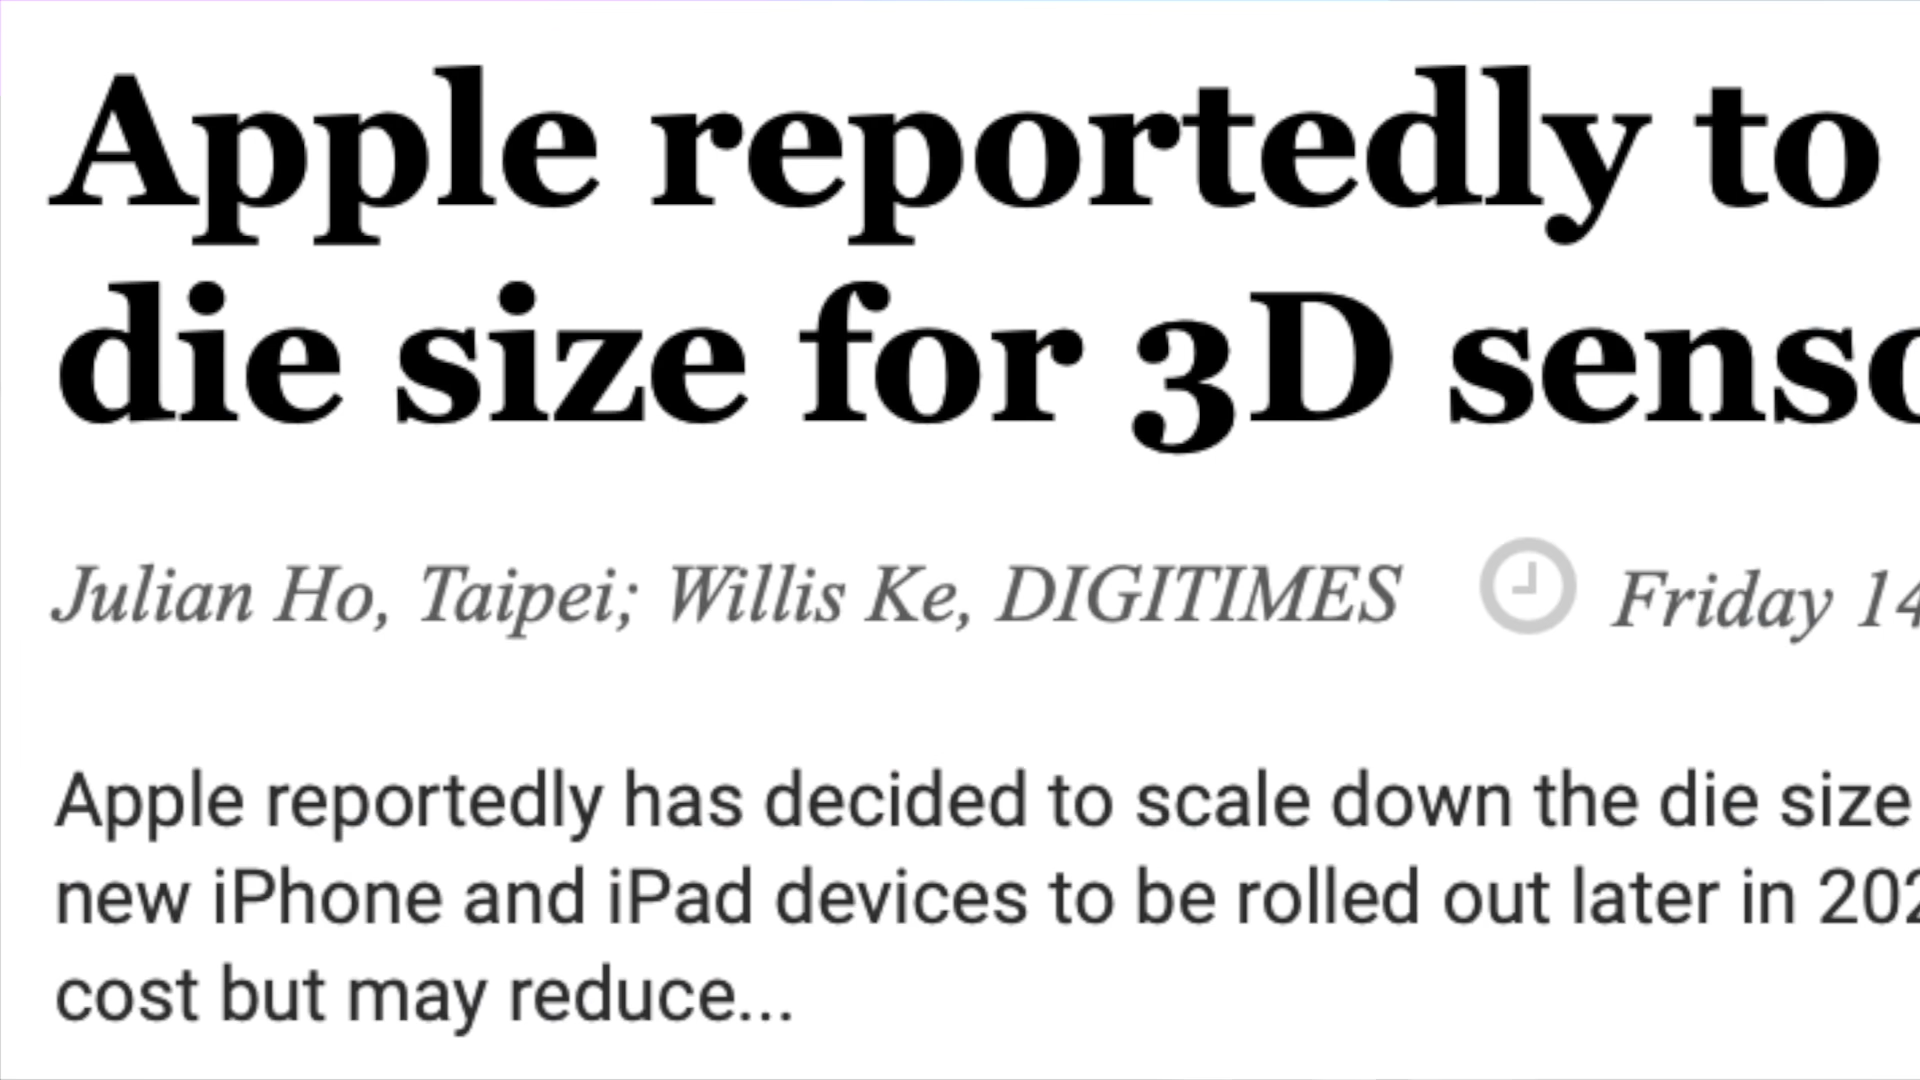 Apple reportedly to
die size for 3D
Julian Ho, Taipei; Willis Ke, DIGITIMES Friday 14
Apple reportedly has decided to scale down the die size
new iPhone and iPad devices to be rolled out later in
cost but may reduce...